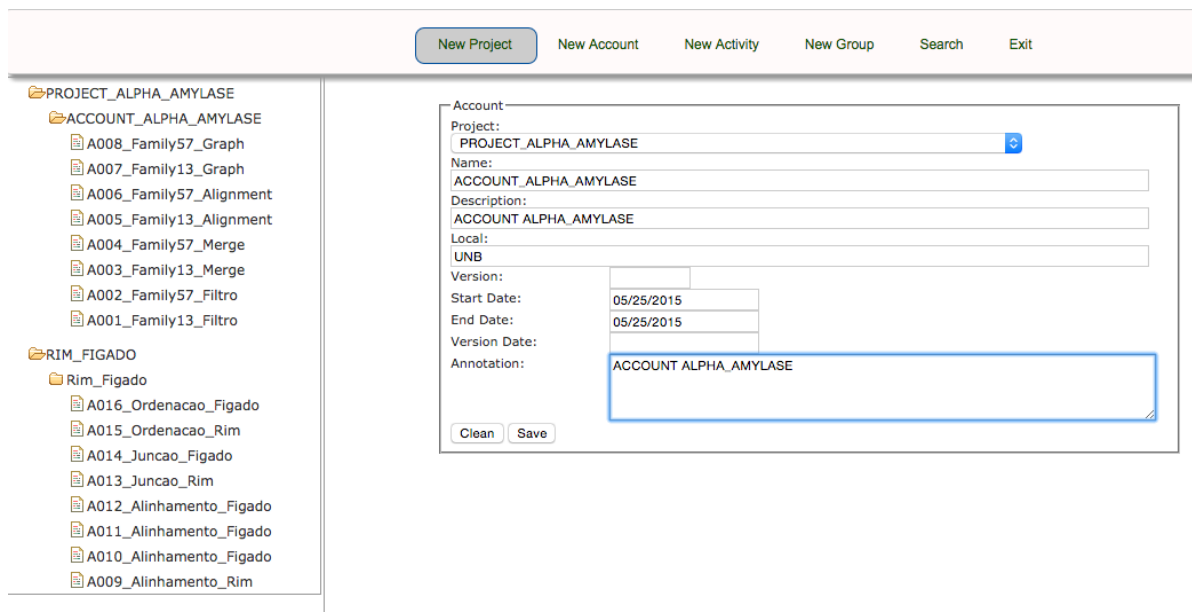 New Project New Account New Activity New Group Search Exit
PROJECT_ALPHA_AMYLASE
ACCOUNT_ALPHA_AMYLASE
A008_Family57_Graph
A007_Family13_Graph
A006_Family57_Alignment
A005_Family13_Alignment
A004_Family57_Merge
A003_Family13_Merge
A002_Family57_Filtro
A001_Family13_Filtro
RIM_FIGADO
Rim_Figado
A016_Ordenacao_Figado
A015_Ordenacao_Rim
A014_Juncao_Figado
A013_Juncao_Rim
A012_Alinhamento_Figado
A011_Alinhamento_Figado
A010_Alinhamento_Figado
A009_Alinhamento_Rim
Account
Project:
PROJECT_ALPHA_AMYLASE
Name:
ACCOUNT_ALPHA_AMYLASE
Description:
ACCOUNT ALPHA_AMYLASE
Local:
UNB
Version:
Start Date: 05/25/2015
End Date: 05/25/2015
Version Date:
Annotation: ACCOUNT ALPHA_AMYLASE
Clean Save